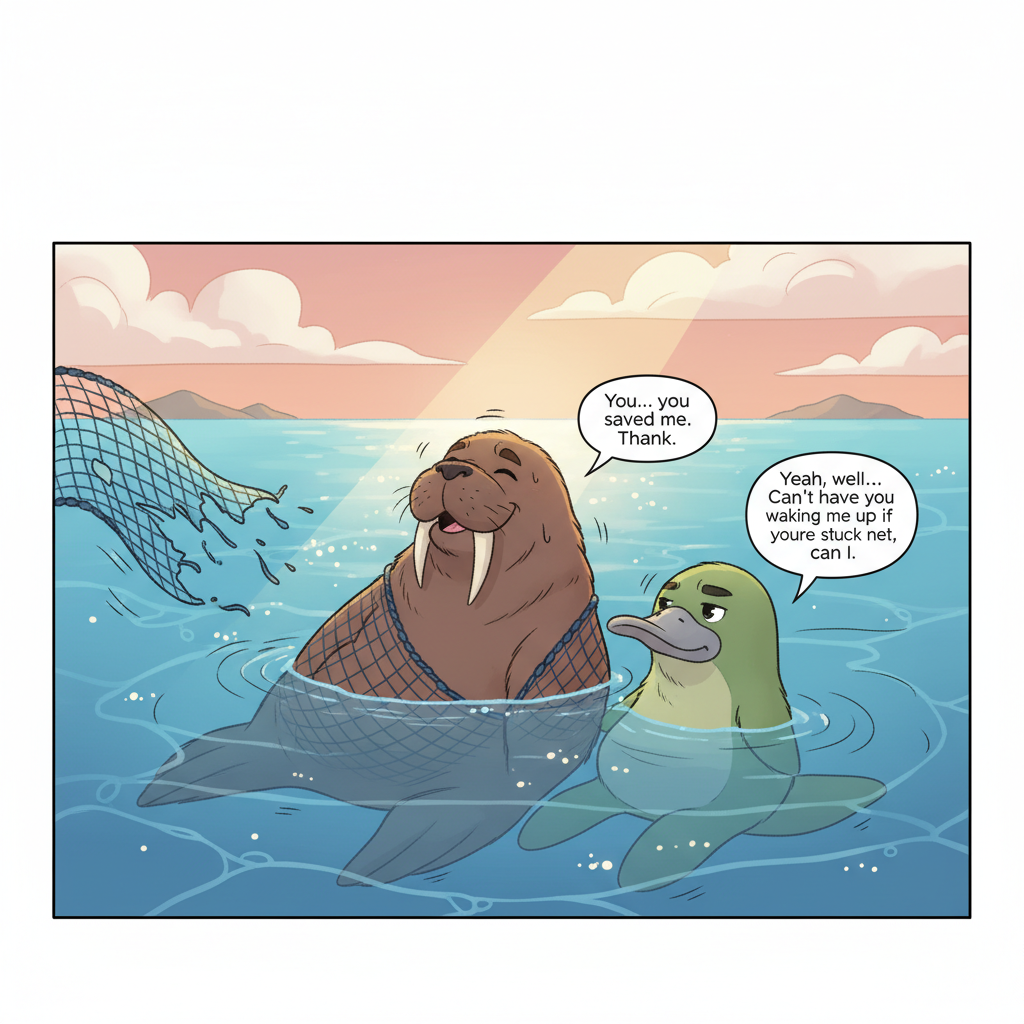 You... you
saved me.
Thank.
Yeah, well...
Can't have you
waking me up if
youre stuck net,
can I.